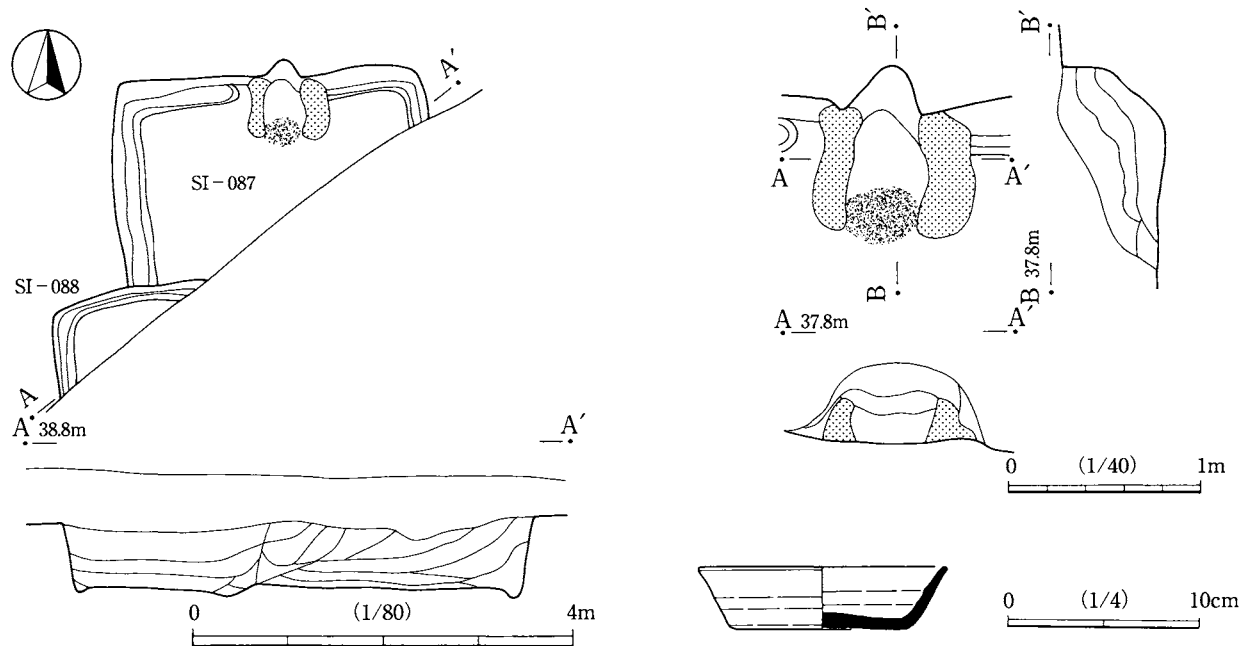 A′
SI-087
SI-088
A
A 38.8m
A′
0 (1/80) 4m
B′
B′
A
A′
B
B 37.8m
A 37.8m
A′
0 (1/40) 1m
0 (1/4) 10cm